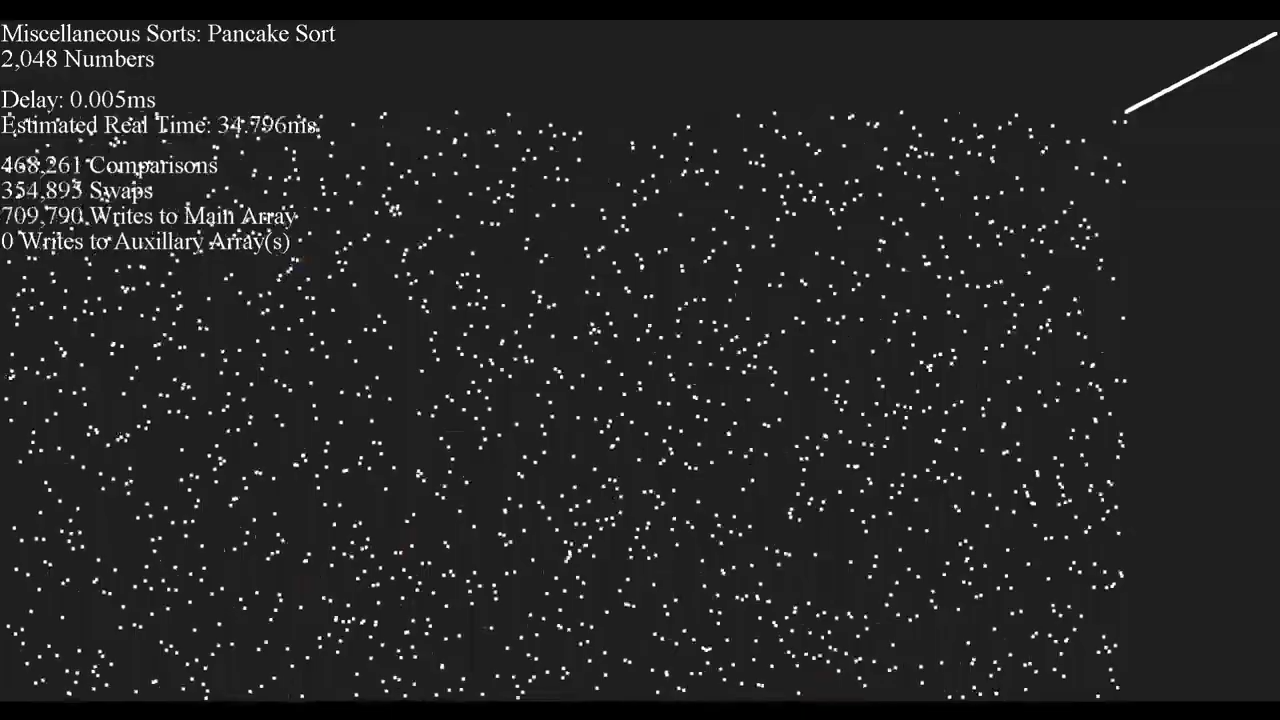 Miscellaneous Sorts: Pancake Sort
2,048 Numbers
Delay: 0.005ms
Estimated Real Time: 34.796ms
468,261 Comparisons
354,893 Swaps
709,790 Writes to Main Array
0 Writes to Auxillary Array(s)